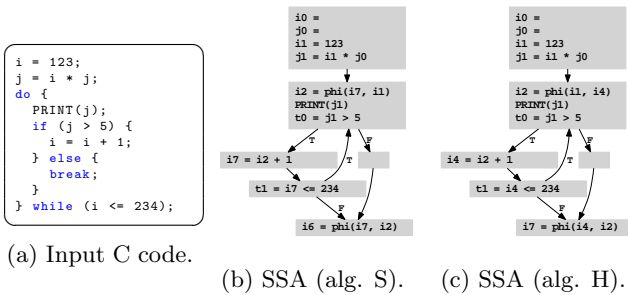 i = 123;
j = i * j;
do {
PRINT(j);
if (j > 5) {
i = i + 1;
} else {
break;
}
} while (i <= 234);
(a) Input C code.
i0 =
j0 =
i1 = 123
j1 = i1 * j0
i2 = phi(i7, i1)
PRINT(j1)
t0 = j1 > 5
T
F
i7 = i2 + 1
T
t1 = i7 <= 234
F
i6 = phi(i7, i2)
(b) SSA (alg. S).
i0 =
j0 =
i1 = 123
j1 = i1 * j0
i2 = phi(i1, i4)
PRINT(j1)
t0 = j1 > 5
T
F
i4 = i2 + 1
T
t1 = i4 <= 234
F
i7 = phi(i4, i2)
(c) SSA (alg. H).